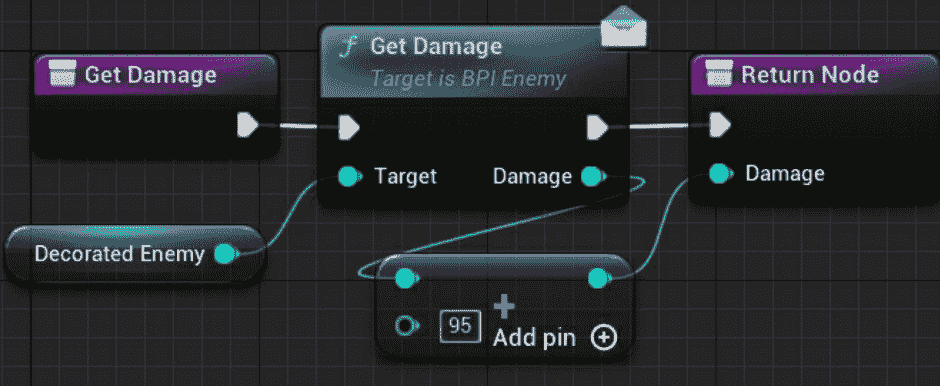 Get Damage
f Get Damage
Target is BPI Enemy
Return Node
Target
Damage
Damage
Decorated Enemy
95
Add pin